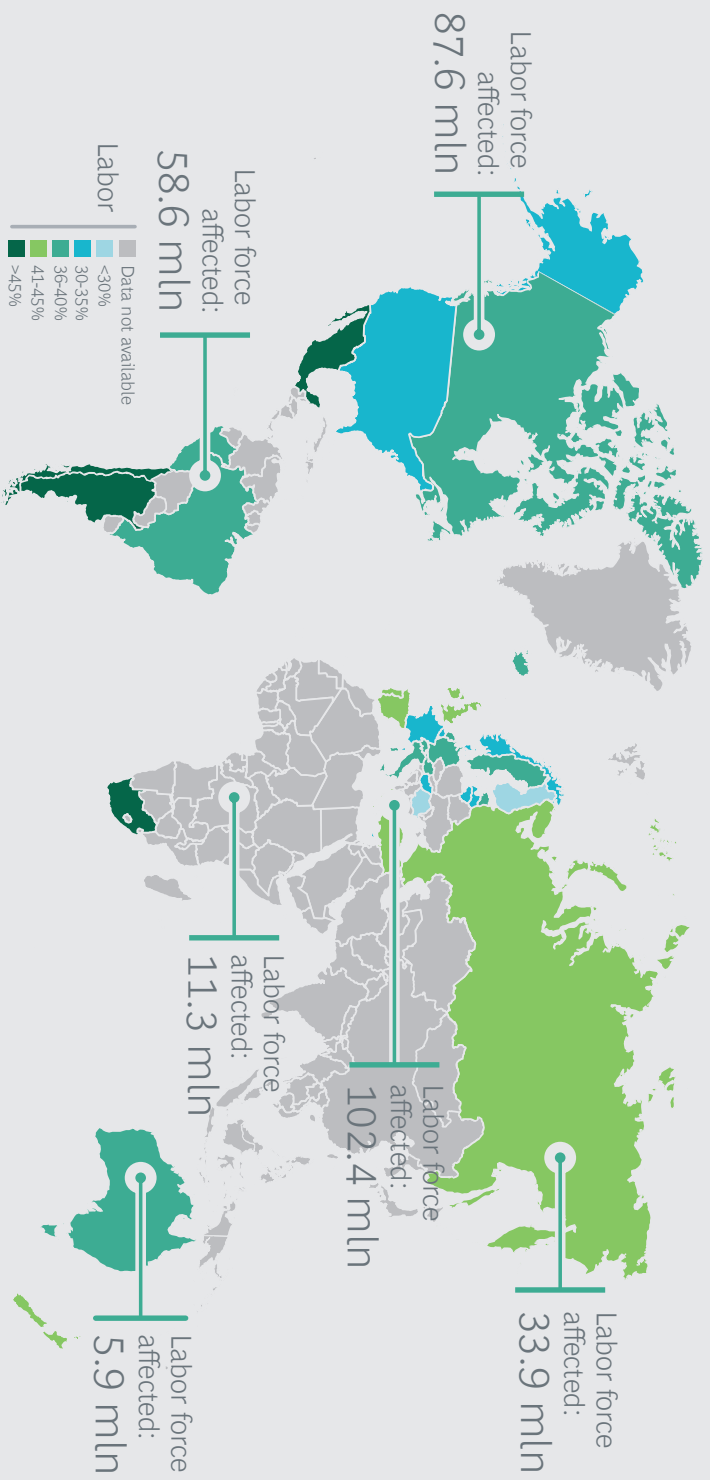 Labor force
affected:
87.6 mln
Labor force
affected:
58.6 mln
Labor force
affected:
11.3 mln
Labor force
affected:
102.4 mln
Labor force
affected:
33.9 mln
Labor force
affected:
5.9 mln
Labor
Data not available
<30%
30-35%
36-40%
41-45%
>45%